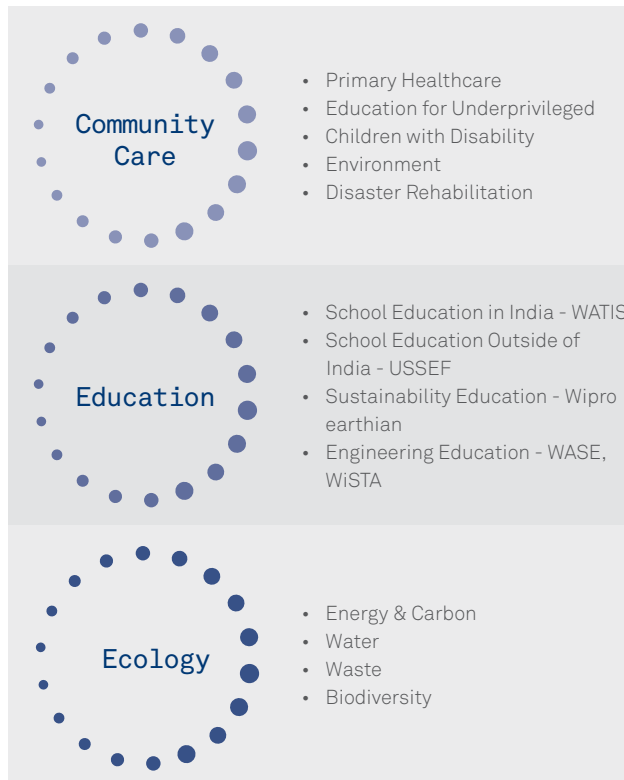 Community
Care
• Primary Healthcare
• Education for Underprivileged
• Children with Disability
• Environment
• Disaster Rehabilitation
Education
• School Education in India - WATIS
• School Education Outside of
India - USSEF
• Sustainability Education - Wipro
earthian
• Engineering Education - WASE,
WiSTA
Ecology
• Energy & Carbon
• Water
• Waste
• Biodiversity